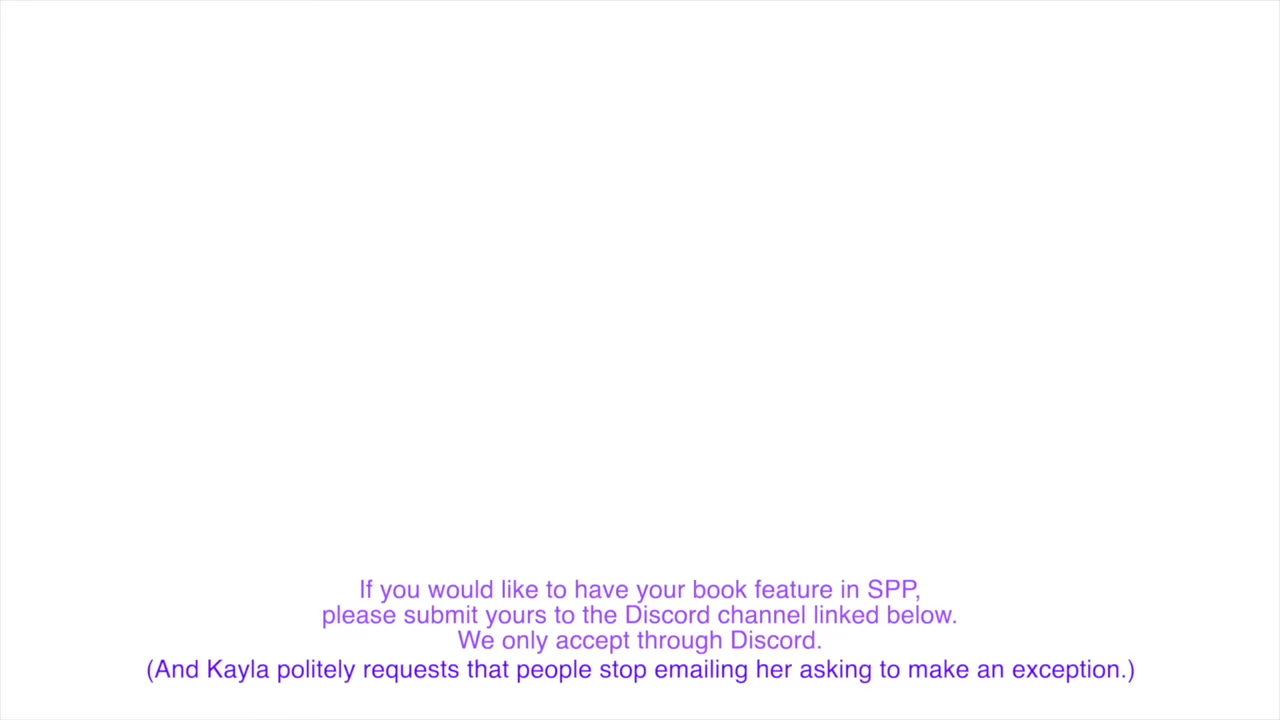 If you would like to have your book feature in SPP,
please submit yours to the Discord channel linked below.
We only accept through Discord.
(And Kayla politely requests that people stop emailing her asking to make an exception.)